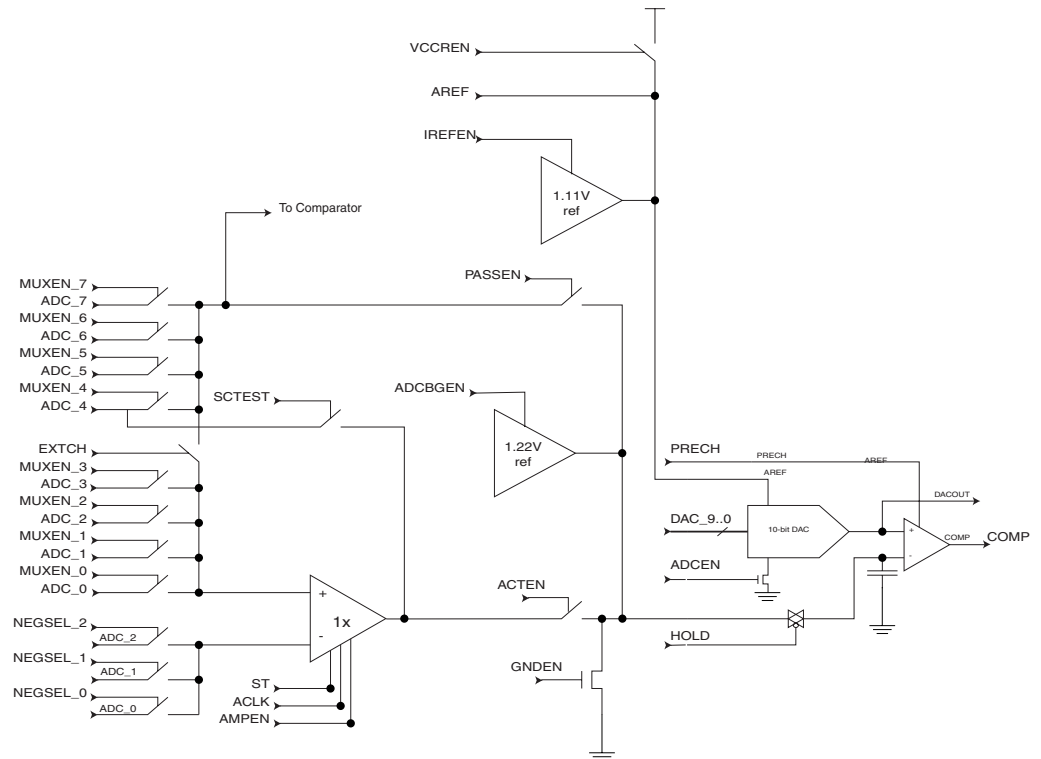 VCCREN
AREF
IREFEN
1.11V
ref
To Comparator
PASSEN
MUXEN_7
ADC_7
MUXEN_6
ADC_6
MUXEN_5
ADC_5
MUXEN_4
ADC_4
SCTEST
ADCBGEN
1.22V
ref
EXTCH
MUXEN_3
ADC_3
MUXEN_2
ADC_2
MUXEN_1
ADC_1
MUXEN_0
ADC_0
PRECH
PRECH
AREF
AREF
DACOUT
DAC_9..0
10-bit DAC
+
-
COMP
COMP
ADCEN
NEGSEL_2
ADC_2
NEGSEL_1
ADC_1
NEGSEL_0
ADC_0
+
1x
-
ACTEN
HOLD
GNDEN
ST
ACLK
AMPEN